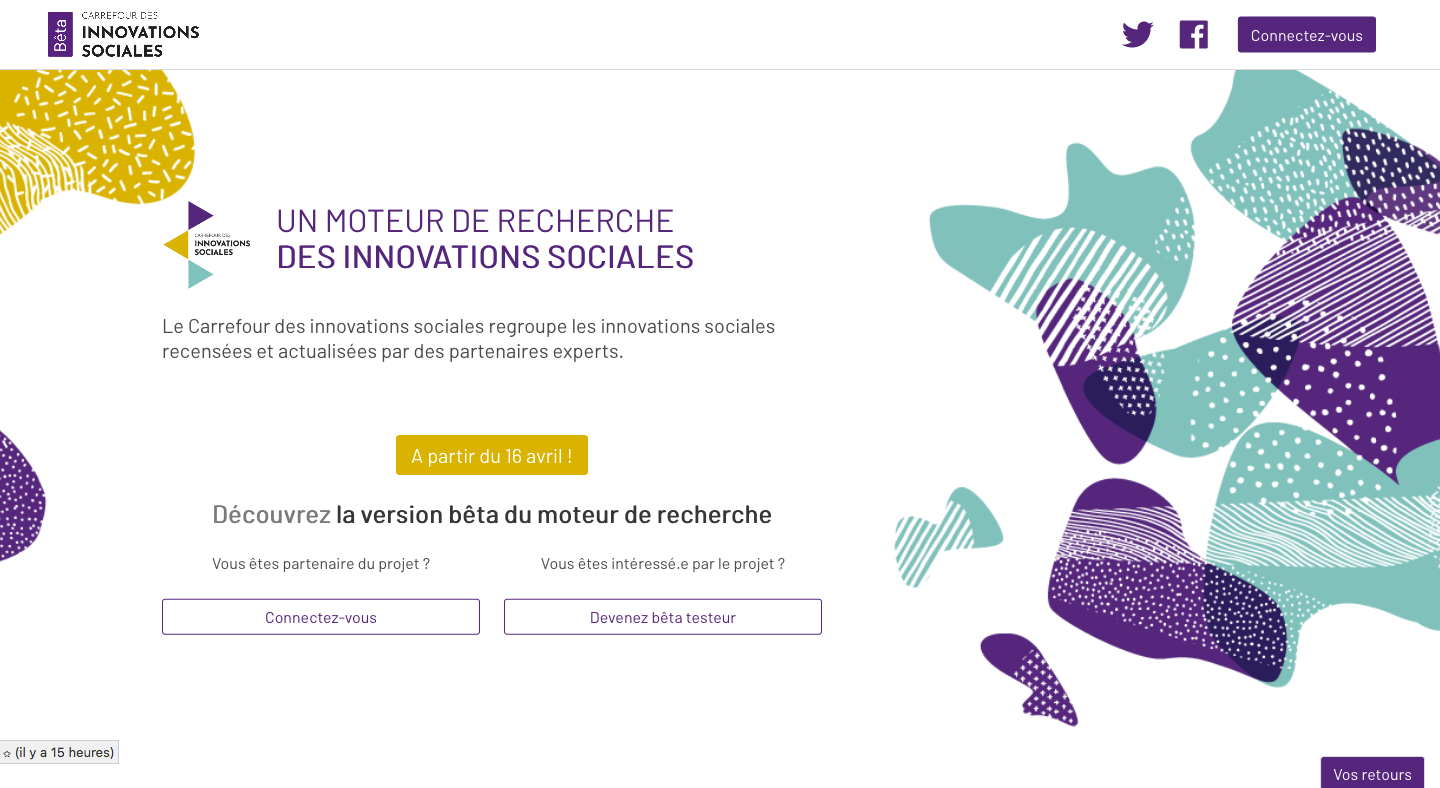 Bêta
CARREFOUR DES
INNOVATIONS
SOCIALES
Connectez-vous
CARREFOUR DES
INNOVATIONS
SOCIALES
UN MOTEUR DE RECHERCHE
DES INNOVATIONS SOCIALES
Le Carrefour des innovations sociales regroupe les innovations sociales
recensées et actualisées par des partenaires experts.
A partir du 16 avril !
Découvrez la version bêta du moteur de recherche
Vous êtes partenaire du projet ?
Vous êtes intéressé.e par le projet ?
Connectez-vous
Devenez bêta testeur
☆ (il y a 15 heures)
Vos retours